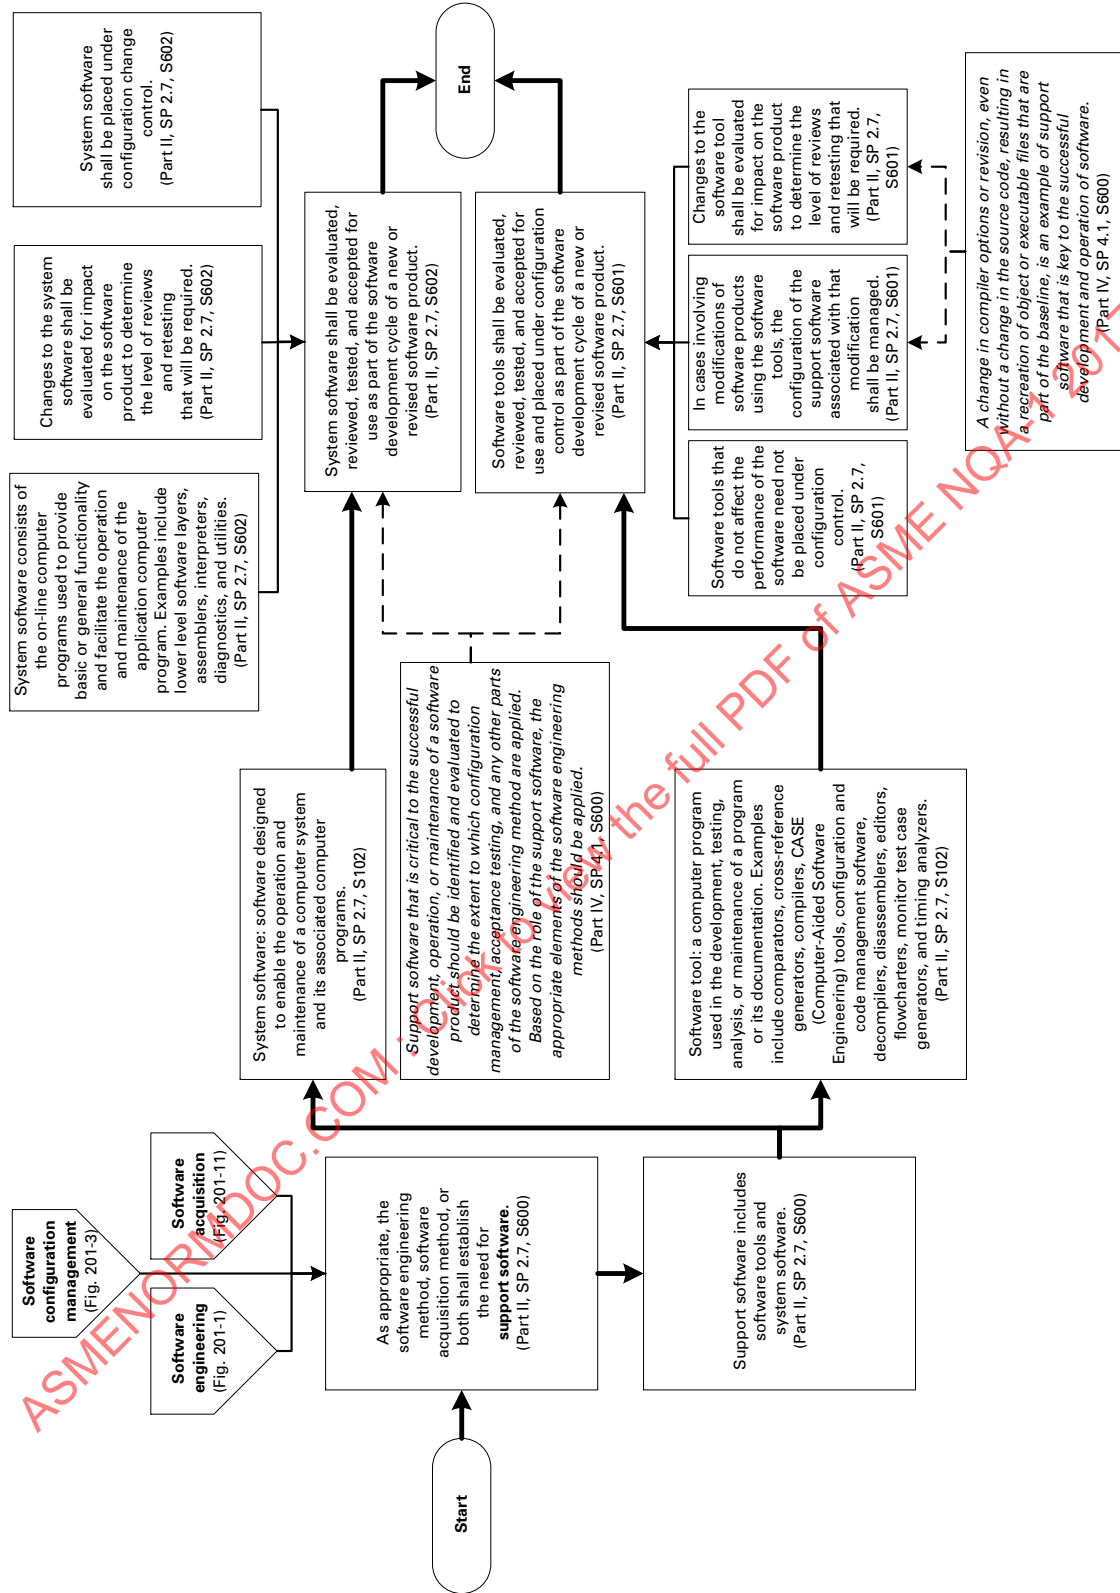 Software
configuration
management
(Fig. 201-3)
Software
engineering
(Fig. 201-1)
Software
acquisition
(Fig. 201-11)
Start
As appropriate, the
software engineering
method, software
acquisition method, or
both shall establish
the need for
support software.
(Part II, SP 2.7, S600)
Support software includes
software tools and
system software.
(Part II, SP 2.7, S600)
System software: software designed
to enable the operation and
maintenance of a computer system
and its associated computer
programs.
(Part II, SP 2.7, S102)
Support software that is critical to the successful
development, operation, or maintenance of a software
product should be identified and evaluated to
determine the extent to which configuration
management, acceptance testing, and any other parts
of the software engineering method are applied.
Based on the role of the support software, the
appropriate elements of the software engineering
methods should be applied.
(Part IV, SP 4.1, S600)
Software tool: a computer program
used in the development, testing,
analysis, or maintenance of a program
or its documentation. Examples
include comparators, cross-reference
generators, compilers, CASE
(Computer-Aided Software
Engineering) tools, configuration and
code management software,
decompilers, disassemblers, editors,
flowcharters, monitor test case
generators, and timing analyzers.
(Part II, SP 2.7, S102)
System software consists of
the on-line computer
programs used to provide
basic or general functionality
and facilitate the operation
and maintenance of the
application computer
program. Examples include
lower level software layers,
assemblers, interpreters,
diagnostics, and utilities.
(Part II, SP 2.7, S602)
Changes to the system
software shall be
evaluated for impact
on the software
product to determine
the level of reviews
and retesting
that will be required.
(Part II, SP 2.7, S602)
System software
shall be placed under
configuration change
control.
(Part II, SP 2.7, S602)
System software shall be evaluated,
reviewed, tested, and accepted for
use as part of the software
development cycle of a new or
revised software product.
(Part II, SP 2.7, S602)
Software tools shall be evaluated,
reviewed, tested, and accepted for
use and placed under configuration
control as part of the software
development cycle of a new or
revised software product.
(Part II, SP 2.7, S601)
End
Software tools that
do not affect the
performance of the
software need not
be placed under
configuration
control.
(Part II, SP 2.7,
S601)
In cases involving
modifications of
software products
using the software
tools, the
configuration of the
support software
associated with that
modification
shall be managed.
(Part II, SP 2.7, S601)
Changes to the
software tool
shall be evaluated
for impact on the
software product
to determine the
level of reviews
and retesting that
will be required.
(Part II, SP 2.7,
S601)
A change in compiler options or revision, even
without a change in the source code, resulting in
a recreation of object or executable files that are
part of the baseline, is an example of support
software that is key to the successful
development and operation of software.
(Part IV, SP 4.1, S600)
ASMENORMDOC.COM : Click to view the full PDF of ASME NQA-1 2017